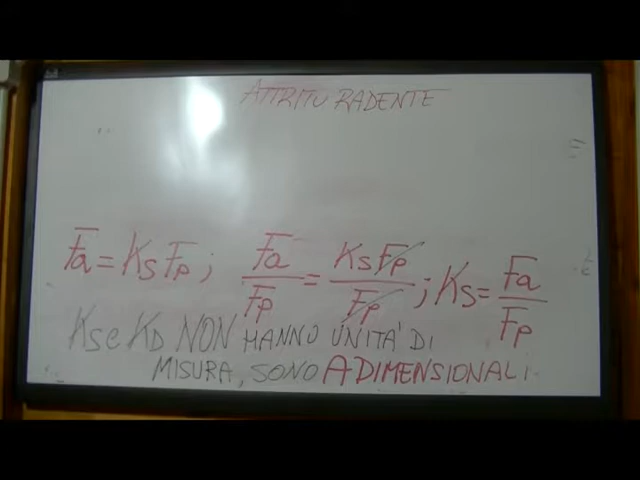 ATTRITO RADENTE
Fa = Ks Fp ; Fa/Fp = Ks Fp/Fp ; Ks = Fa/Fp
Ks e KD NON HANNO UNITA' DI
MISURA, SONO ADIMENSIONALI.